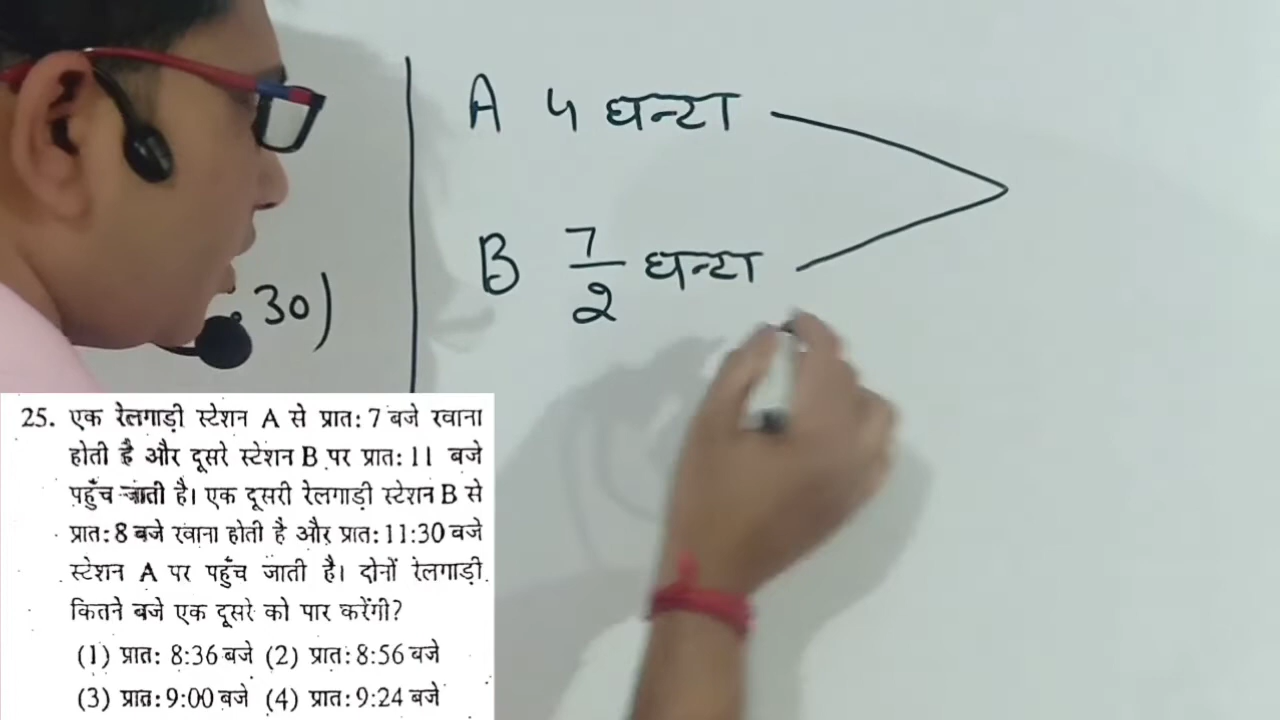 A 4 घन्टा
B 7/2 घन्टा
30)
25. एक रेलगाड़ी स्टेशन A से प्रात: 7 बजे रवाना
होती है और दूसरे स्टेशन B पर प्रात: 11 बजे
पहुँच जाती है। एक दूसरी रेलगाड़ी स्टेशन B से
प्रात: 8 बजे रवाना होती है और प्रात: 11:30 बजे
स्टेशन A पर पहुँच जाती है। दोनों रेलगाड़ी
कितने बजे एक दूसरे को पार करेंगी?
(1) प्रात: 8:36 बजे (2) प्रात: 8:56 बजे
(3) प्रात: 9:00 बजे (4) प्रात: 9:24 बजे